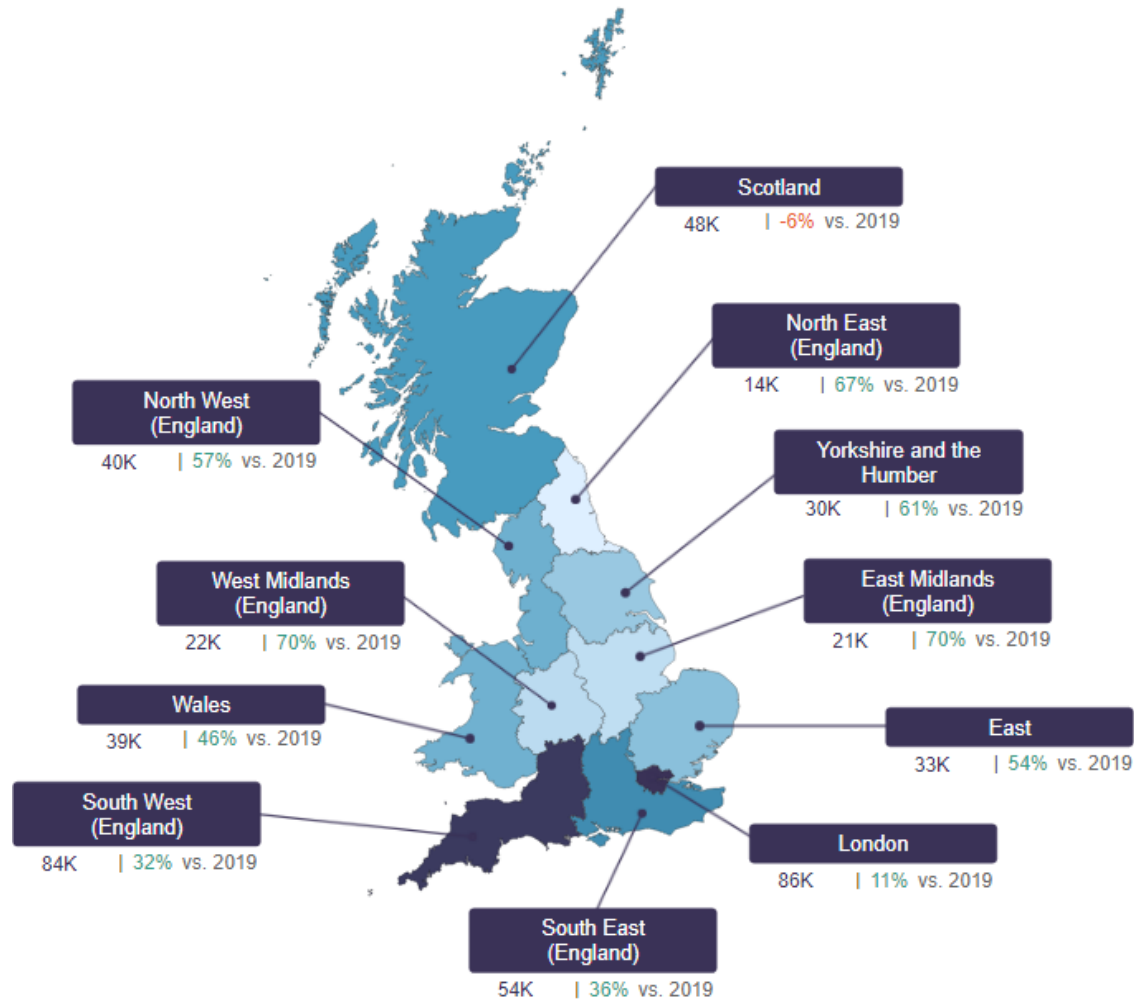 Scotland
48K | -6% vs. 2019
North East
(England)
14K | 67% vs. 2019
North West
(England)
40K | 57% vs. 2019
Yorkshire and the
Humber
30K | 61% vs. 2019
West Midlands
(England)
22K | 70% vs. 2019
East Midlands
(England)
21K | 70% vs. 2019
Wales
39K | 46% vs. 2019
East
33K | 54% vs. 2019
South West
(England)
84K | 32% vs. 2019
London
86K | 11% vs. 2019
South East
(England)
54K | 36% vs. 2019